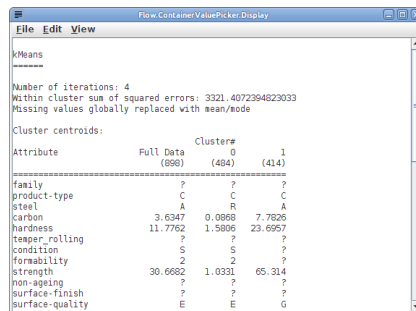 Flow.ContainerValuePicker.Display
File Edit View
kMeans
======
Number of iterations: 4
Within cluster sum of squared errors: 3321.4072394823033
Missing values globally replaced with mean/mode
Cluster centroids:
Cluster#
Attribute Full Data 0 1
(898) (484) (414)
==================================================
family ? ? ?
product-type C C C
steel A R A
carbon 3.6347 0.0868 7.7826
hardness 11.7762 1.5806 23.6957
temper_rolling ? ? ?
condition S S S
formability 2 2 ?
strength 30.6682 1.0331 65.314
non-ageing ? ? ?
surface-finish ? ? ?
surface-quality E E G